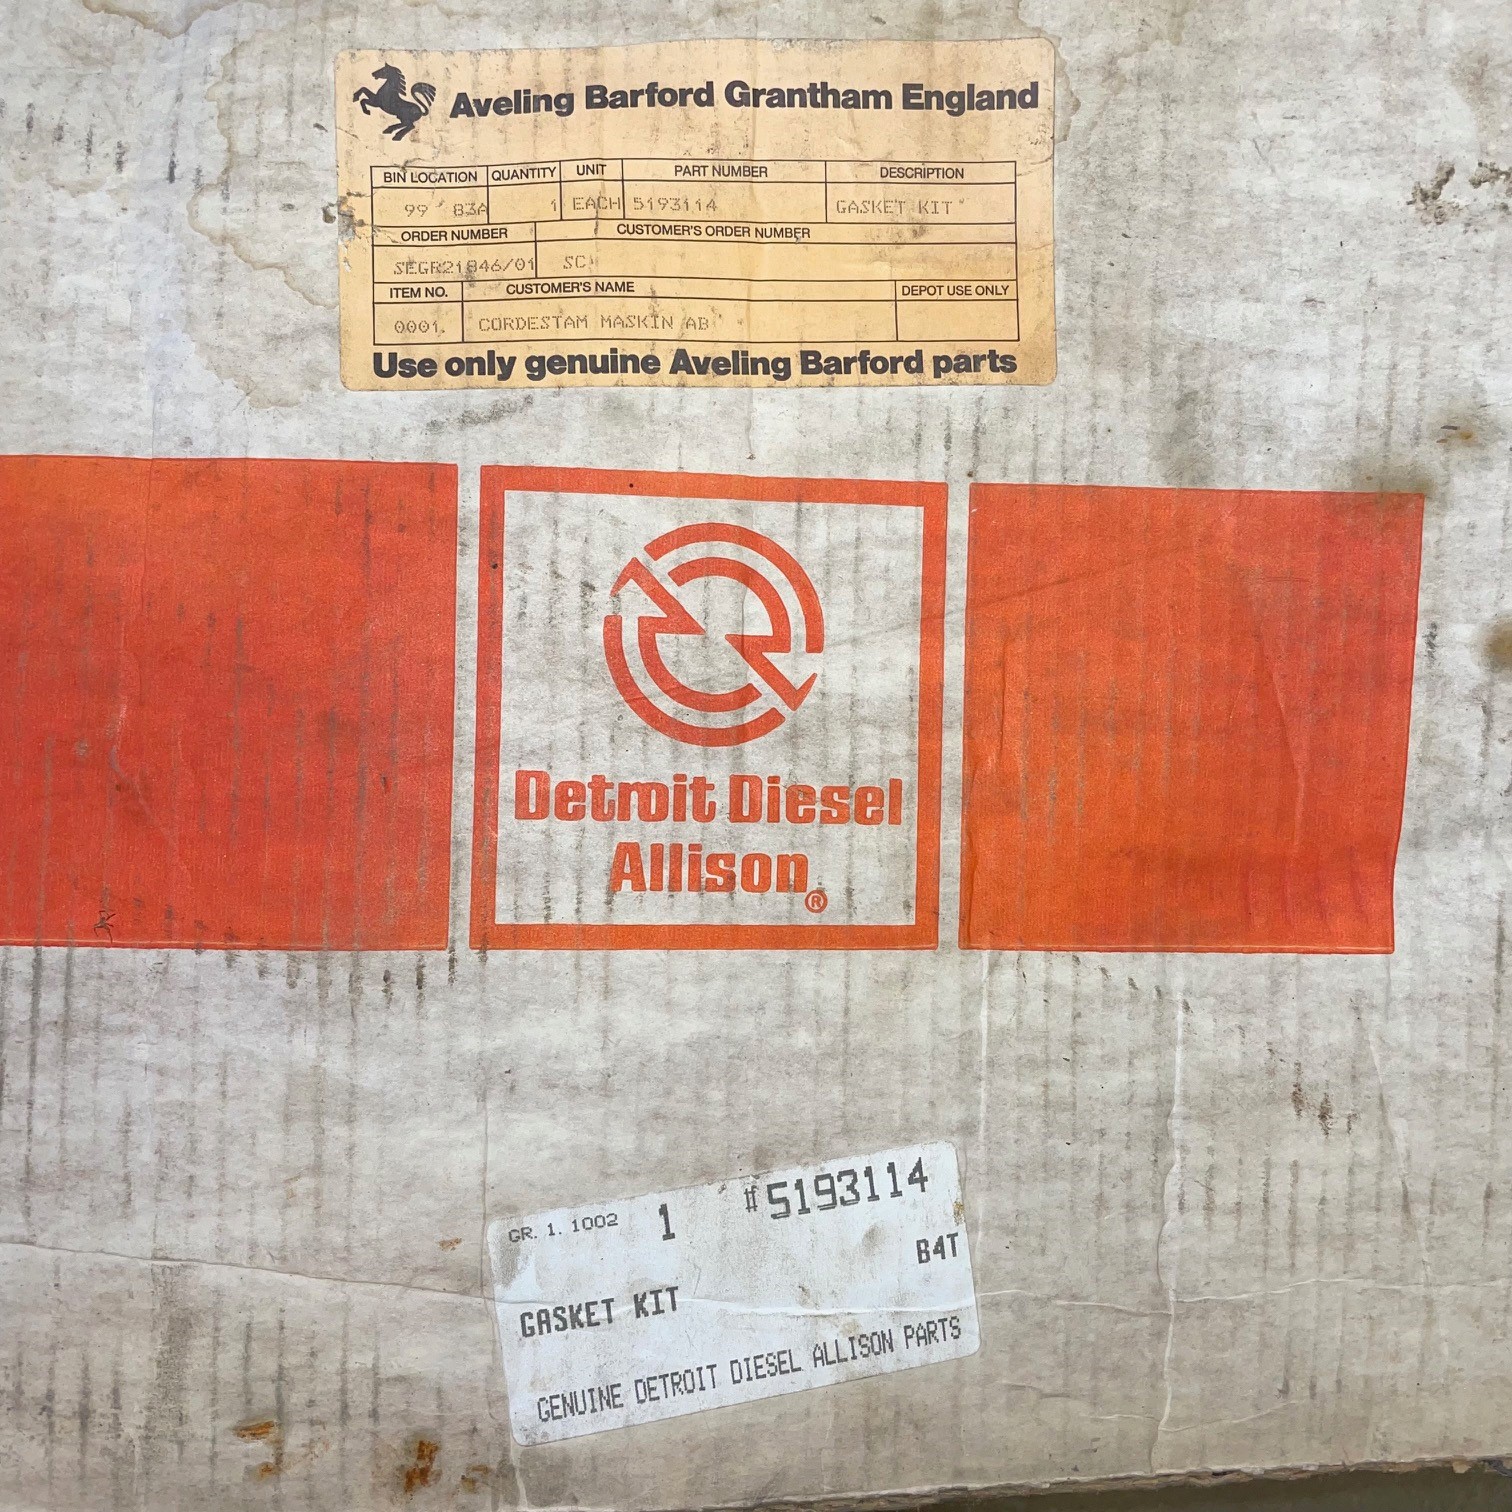 Aveling Barford Grantham England
BIN LOCATION QUANTITY UNIT PART NUMBER DESCRIPTION
99 83A 1 EACH 5193114 GASKET KIT
ORDER NUMBER CUSTOMER'S ORDER NUMBER
SEGR21846/01 SC
ITEM NO. CUSTOMER'S NAME DEPOT USE ONLY
0001. CORDESTAM MASKIN AB
Use only genuine Aveling Barford parts
Detroit Diesel
Allison®
GR. 1. 1002 1 #5193114
B4T
GASKET KIT
GENUINE DETROIT DIESEL ALLISON PARTS